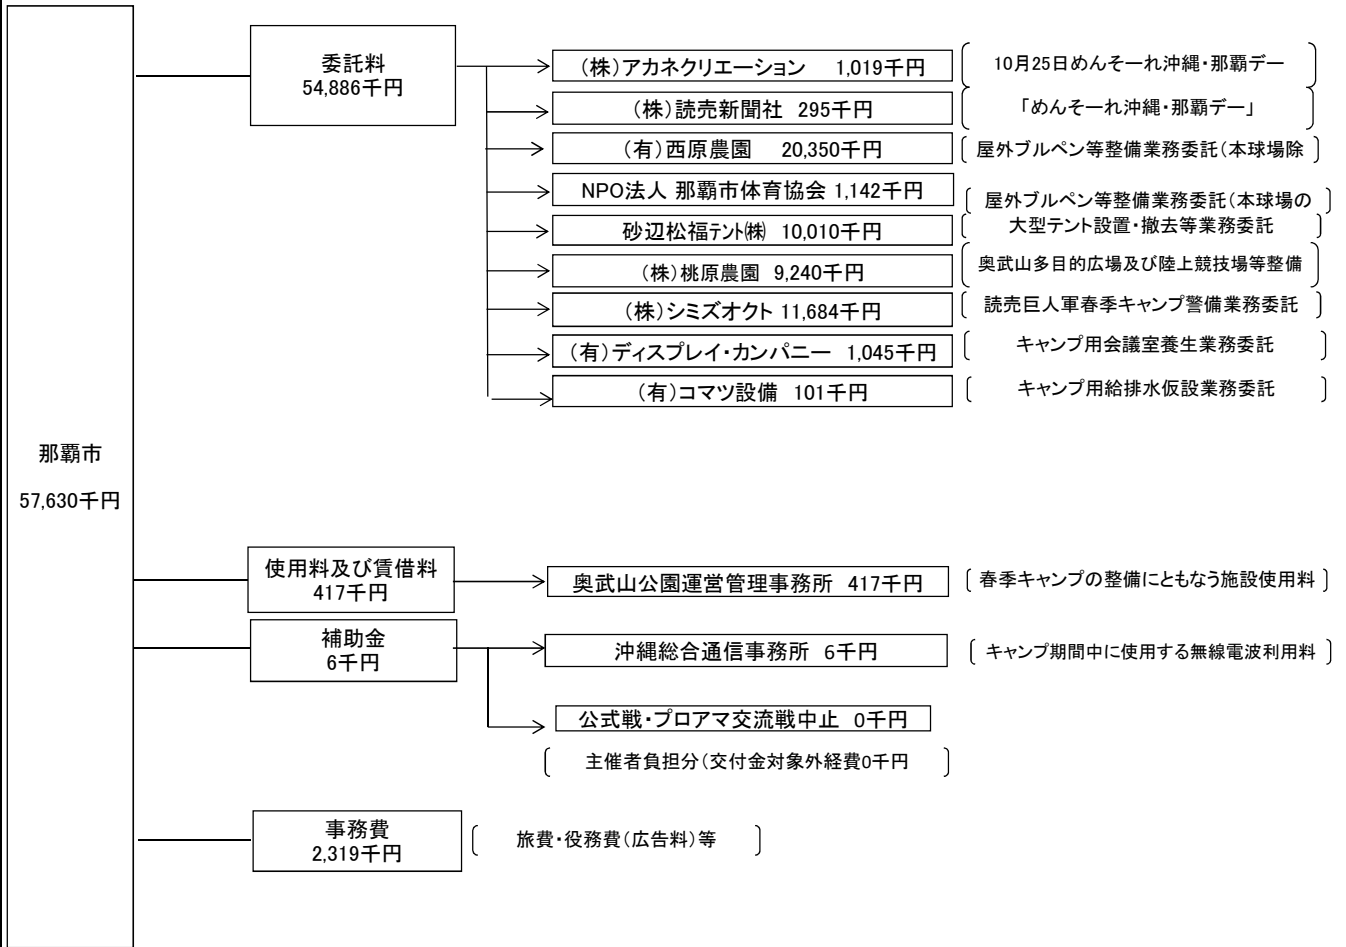 委託料
54,886千円
(株)アカネクリエーション 1,019千円
10月25日めんそーれ沖縄・那覇デー
(株)読売新聞社 295千円
「めんそーれ沖縄・那覇デー」
(有)西原農園 20,350千円
屋外ブルペン等整備業務委託(本球場除
NPO法人 那覇市体育協会 1,142千円
屋外ブルペン等整備業務委託(本球場の
砂辺松福テント㈱ 10,010千円
大型テント設置・撤去等業務委託
(株)桃原農園 9,240千円
奥武山多目的広場及び陸上競技場等整備
(株)シミズオクト 11,684千円
読売巨人軍春季キャンプ警備業務委託
(有)ディスプレイ・カンパニー 1,045千円
キャンプ用会議室養生業務委託
(有)コマツ設備 101千円
キャンプ用給排水仮設業務委託
那覇市
57,630千円
使用料及び賃借料
417千円
奥武山公園運営管理事務所 417千円
春季キャンプの整備にともなう施設使用料
補助金
6千円
沖縄総合通信事務所 6千円
キャンプ期間中に使用する無線電波利用料
公式戦・プロアマ交流戦中止 0千円
主催者負担分(交付金対象外経費0千円
事務費
2,319千円
旅費・役務費(広告料)等